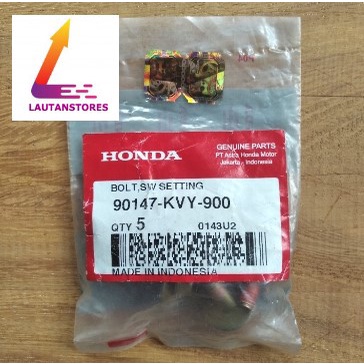 LAUTANSTORES
HONDA
GENUINE PARTS
PT Astra Honda Motor
Jakarta - Indonesia
BOLT,SW SETTING
90147-KVY-900
QTY 5 0143U2
MADE IN INDONESIA